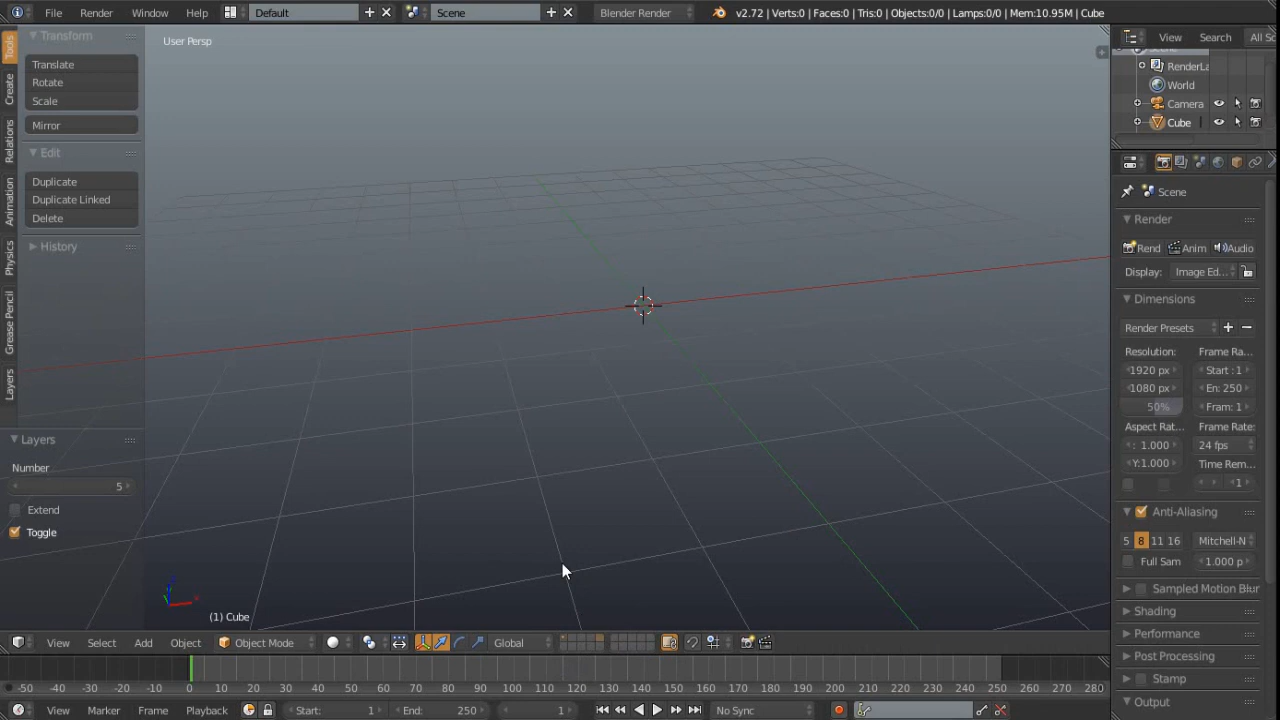 File Render Window Help Default Scene Blender Render v2.72 | Verts:0 | Faces:0 | Tris:0 | Objects:0/0 | Lamps:0/0 | Mem:10.95M | Cube
Tools
Create
Relations
Animation
Physics
Grease Pencil
Layers
Transform
Translate
Rotate
Scale
Mirror
Edit
Duplicate
Duplicate Linked
Delete
History
Layers
Number
5
Extend
Toggle
User Persp
(1) Cube
View Search All Sc
RenderLa
World
Camera
Cube
Scene
Render
Rend Anim Audio
Display: Image Ed...
Dimensions
Render Presets
Resolution: Frame Ra...
1920 px Start : 1
1080 px En: 250
50% Fram: 1
Aspect Rat... Frame Rate:
: 1.000 24 fps
Y:1.000 Time Rem...
1
Anti-Aliasing
5 8 11 16 Mitchell-N
Full Sam 1.000 p
Sampled Motion Blur
Shading
Performance
Post Processing
Stamp
Output
View Select Add Object Object Mode Global
-50 -40 -30 -20 -10 0 10 20 30 40 50 60 70 80 90 100 110 120 130 140 150 160 170 180 190 200 210 220 230 240 250 260 270 280
View Marker Frame Playback Start: 1 End: 250 1 No Sync